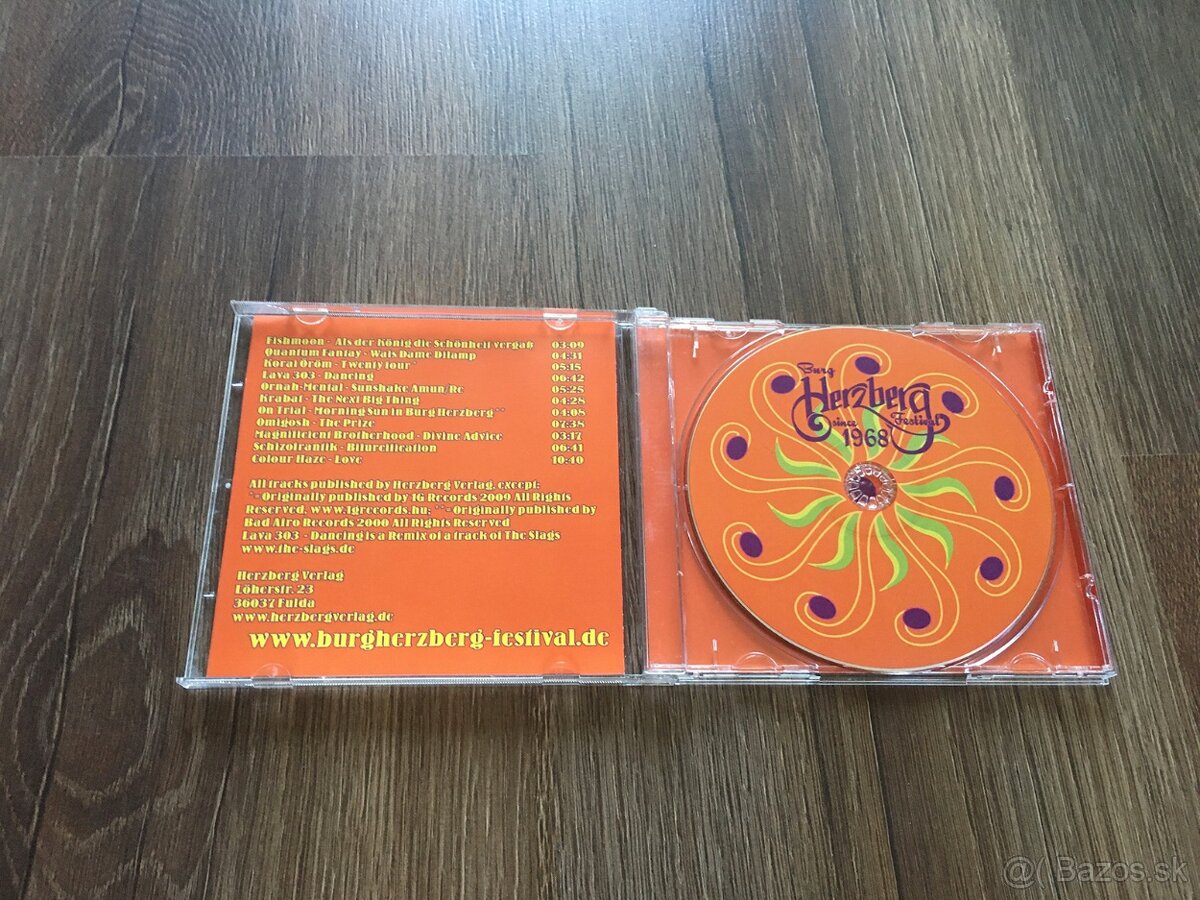 Fishmoon - Als der König die Schönheit vergaß 03:09
Quantum Fantay - Wais Dame Dilamp 04:31
Korai Öröm - Twenty four* 05:15
Lava 303 - Dancing 06:42
Ornah-Mental - Sunshake Amun/Re 05:25
Krabat - The Next Big Thing 04:28
On Trial - Morning Sun in Burg Herzberg** 04:08
Omigosh - The Prize 07:38
Magnificient Brotherhood - Divine Advice 03:17
Schizofrantik - Bifurcification 06:41
Colour Haze - Love 10:40
All tracks published by Herzberg Verlag, except:
*= Originally published by 1G Records 2009 All Rights
Reserved, www.1grecords.hu; **= Originally published by
Bad Afro Records 2000 All Rights Reserved
Lava 303 - Dancing is a Remix of a track of The Slags
www.the-slags.de
Herzberg Verlag
Löherstr. 23
36037 Fulda
www.herzbergverlag.de
www.burgherzberg-festival.de
Burg
Herzberg
since Festival
1968
@( Bazos.sk